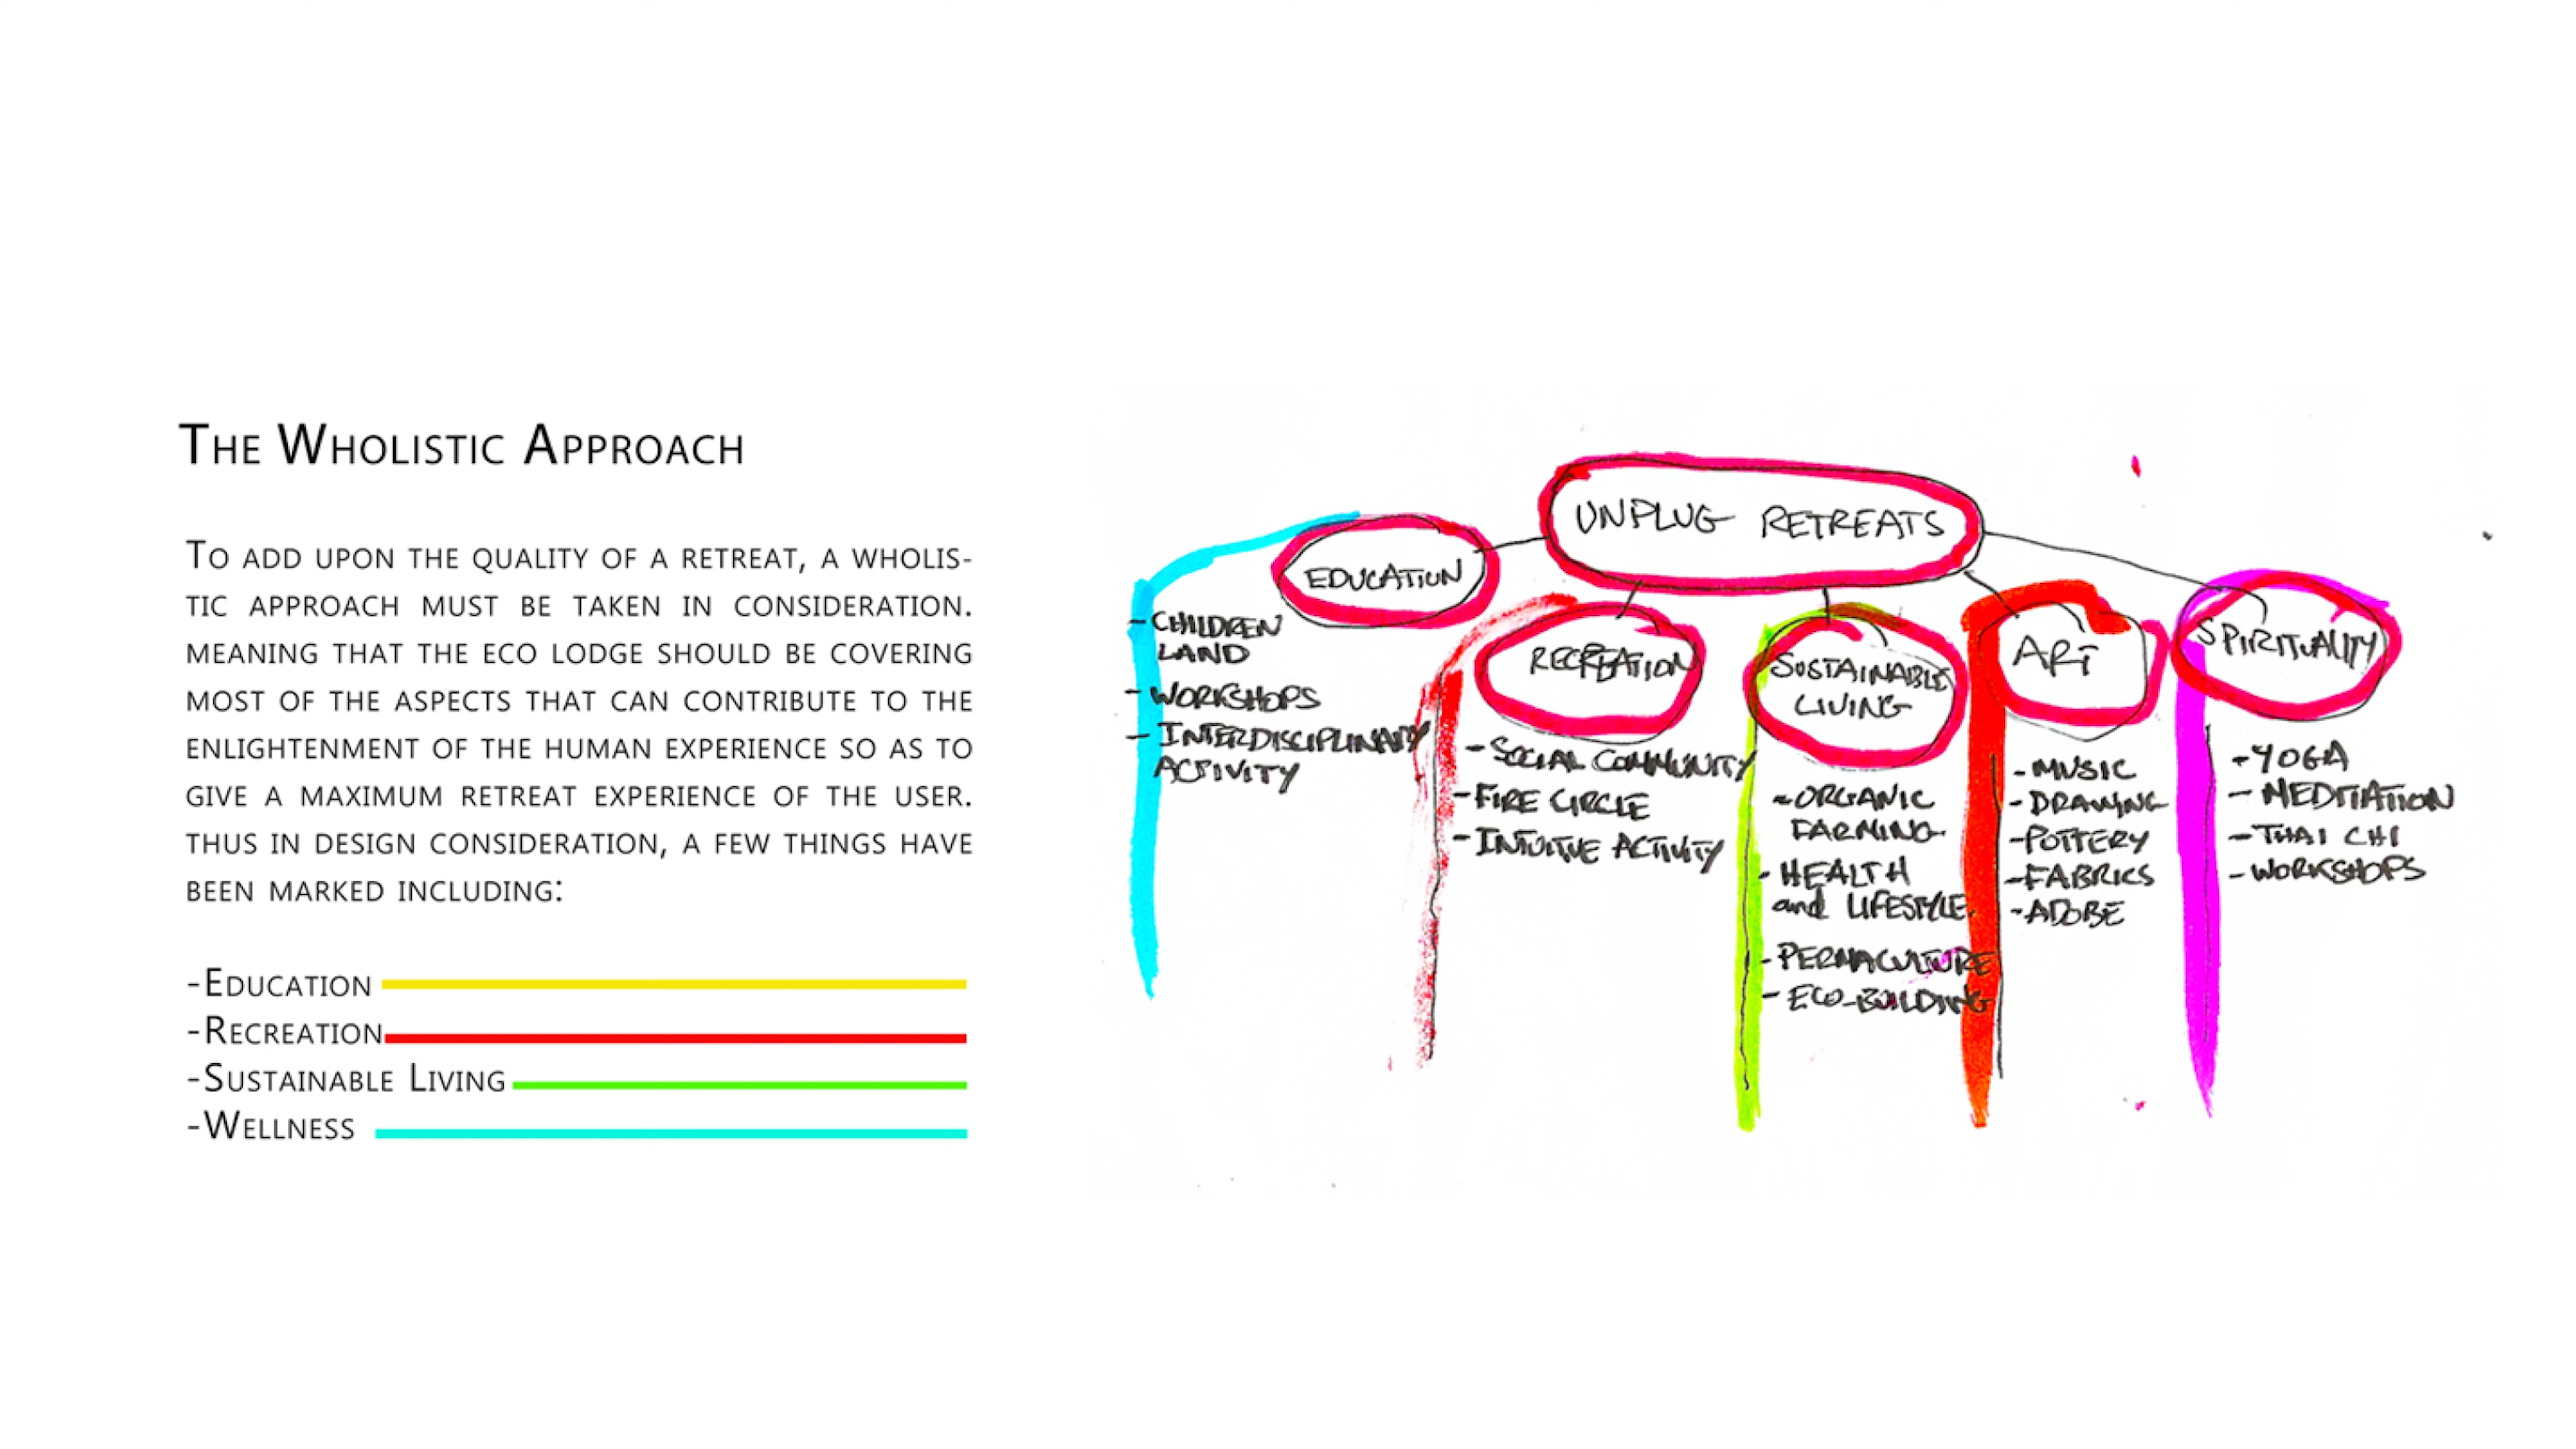 The Wholistic Approach
To add upon the quality of a retreat, a wholis-
tic approach must be taken in consideration.
meaning that the eco lodge should be covering
most of the aspects that can contribute to the
enlightenment of the human experience so as to
give a maximum retreat experience of the user.
thus in design consideration, a few things have
been marked including:
-Education
-Recreation
-Sustainable Living
-Wellness
UNPLUG RETREATS
EDUCATION
- CHILDREN
LAND
- WORKSHOPS
- INTERDISCIPLINARY
ACTIVITY
RECREATION
- SOCIAL COMMUNITY
- FIRE CIRCLE
- INTUITIVE ACTIVITY
SUSTAINABLE
LIVING
- ORGANIC
FARMING
- HEALTH
and LIFESTYLE
- PERMACULTURE
- ECO-BUILDING
ART
- MUSIC
- DRAWING
- POTTERY
- FABRICS
- ADOBE
SPIRITUALITY
- YOGA
- MEDITIATION
- THAI CHI
- WORKSHOPS